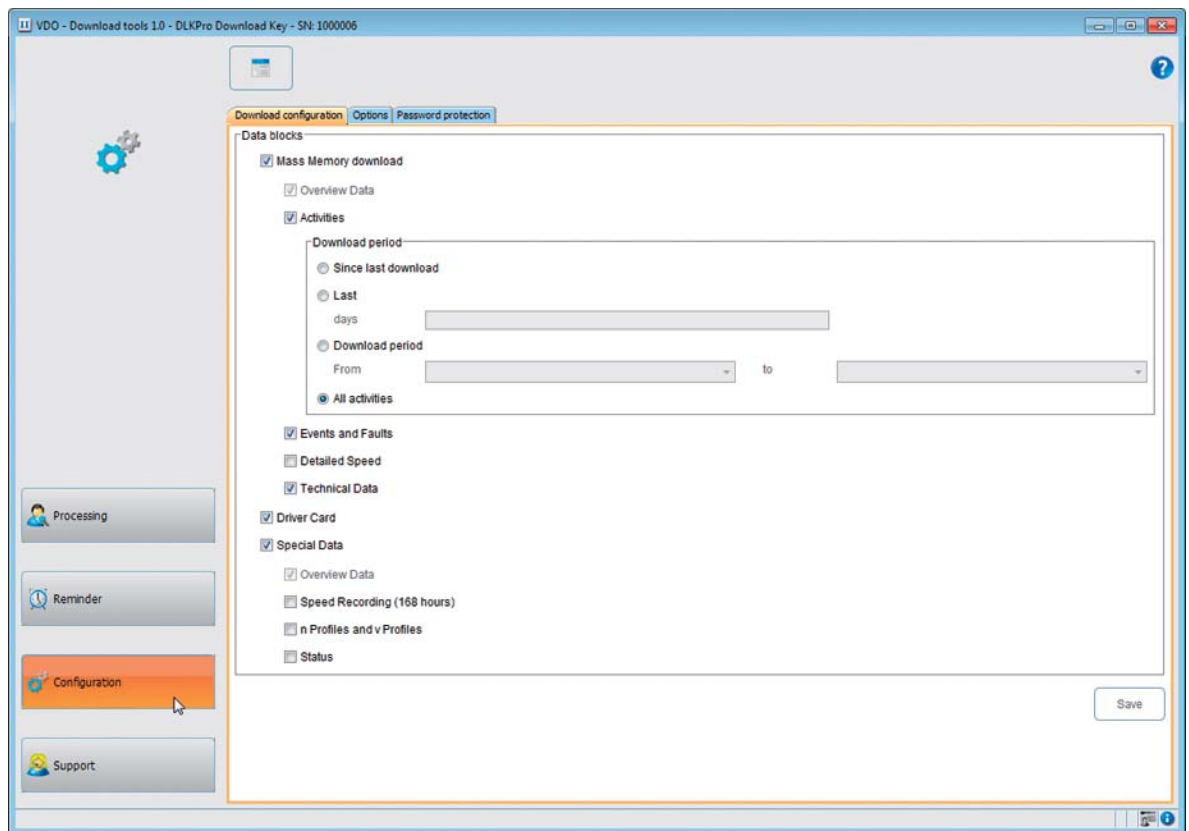 VDO - Download tools 1.0 - DLKPro Download Key - SN: 1000006
Download configuration Options Password protection
Data blocks
Mass Memory download
Overview Data
Activities
Download period
Since last download
Last
days
Download period
From to
All activities
Events and Faults
Detailed Speed
Technical Data
Driver Card
Special Data
Overview Data
Speed Recording (168 hours)
n Profiles and v Profiles
Status
Save
Processing
Reminder
Configuration
Support